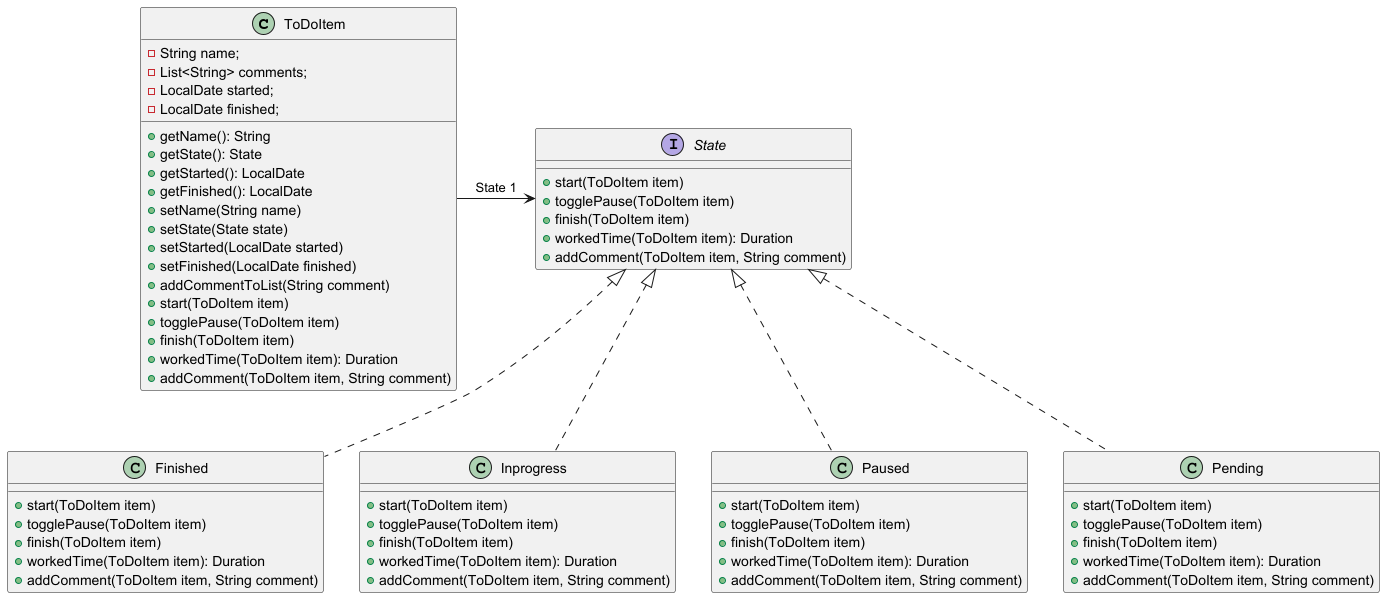 C ToDoItem
String name;
List<String> comments;
LocalDate started;
LocalDate finished;
getName(): String
getState(): State
getStarted(): LocalDate
getFinished(): LocalDate
setName(String name)
setState(State state)
setStarted(LocalDate started)
setFinished(LocalDate finished)
addCommentToList(String comment)
start(ToDoItem item)
togglePause(ToDoItem item)
finish(ToDoItem item)
workedTime(ToDoItem item): Duration
addComment(ToDoItem item, String comment)
State 1
I State
start(ToDoItem item)
togglePause(ToDoItem item)
finish(ToDoItem item)
workedTime(ToDoItem item): Duration
addComment(ToDoItem item, String comment)
C Finished
start(ToDoItem item)
togglePause(ToDoItem item)
finish(ToDoItem item)
workedTime(ToDoItem item): Duration
addComment(ToDoItem item, String comment)
C Inprogress
start(ToDoItem item)
togglePause(ToDoItem item)
finish(ToDoItem item)
workedTime(ToDoItem item): Duration
addComment(ToDoItem item, String comment)
C Paused
start(ToDoItem item)
togglePause(ToDoItem item)
finish(ToDoItem item)
workedTime(ToDoItem item): Duration
addComment(ToDoItem item, String comment)
C Pending
start(ToDoItem item)
togglePause(ToDoItem item)
finish(ToDoItem item)
workedTime(ToDoItem item): Duration
addComment(ToDoItem item, String comment)